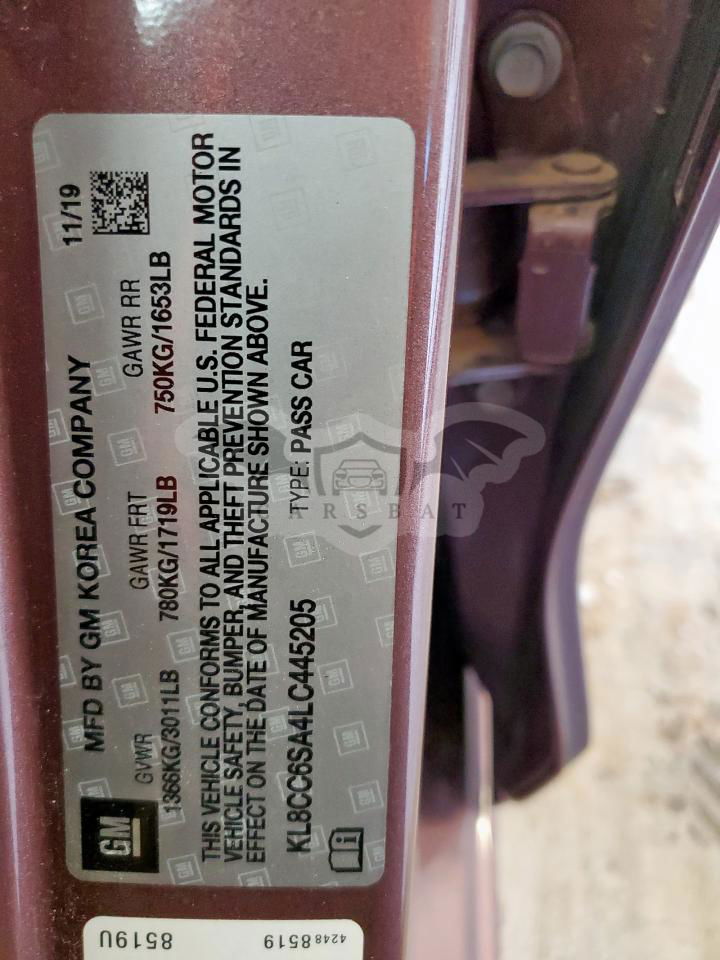 MFD BY GM KOREA COMPANY 11/19
GVWR GAWR FRT GAWR RR
1366KG/3011LB 780KG/1719LB 750KG/1653LB
THIS VEHICLE CONFORMS TO ALL APPLICABLE U.S. FEDERAL MOTOR
VEHICLE SAFETY, BUMPER, AND THEFT PREVENTION STANDARDS IN
EFFECT ON THE DATE OF MANUFACTURE SHOWN ABOVE.
KL8CC6SA4LC445205 TYPE: PASS CAR
GM
i
CARSBAT
42488519 8519U